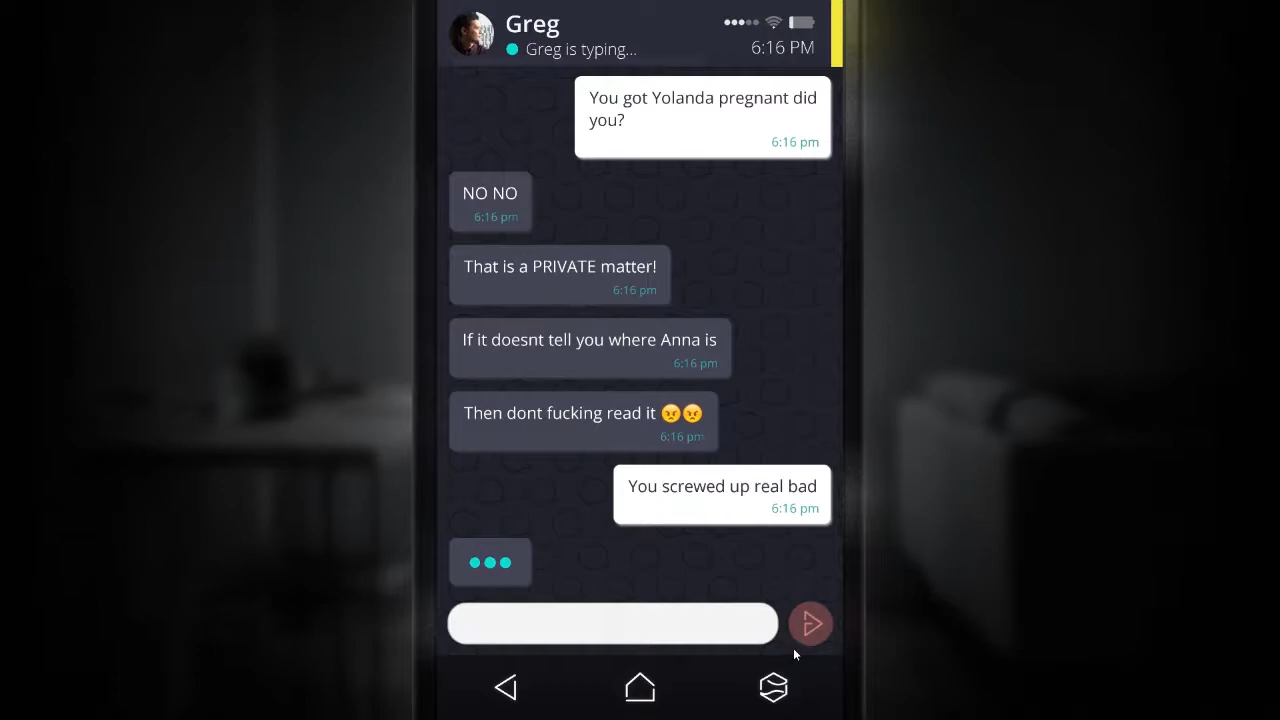 Greg
Greg is typing...
6:16 PM
You got Yolanda pregnant did
you?
6:16 pm
NO NO
6:16 pm
That is a PRIVATE matter!
6:16 pm
If it doesnt tell you where Anna is
6:16 pm
Then dont fucking read it 😡😡
6:16 pm
You screwed up real bad
6:16 pm